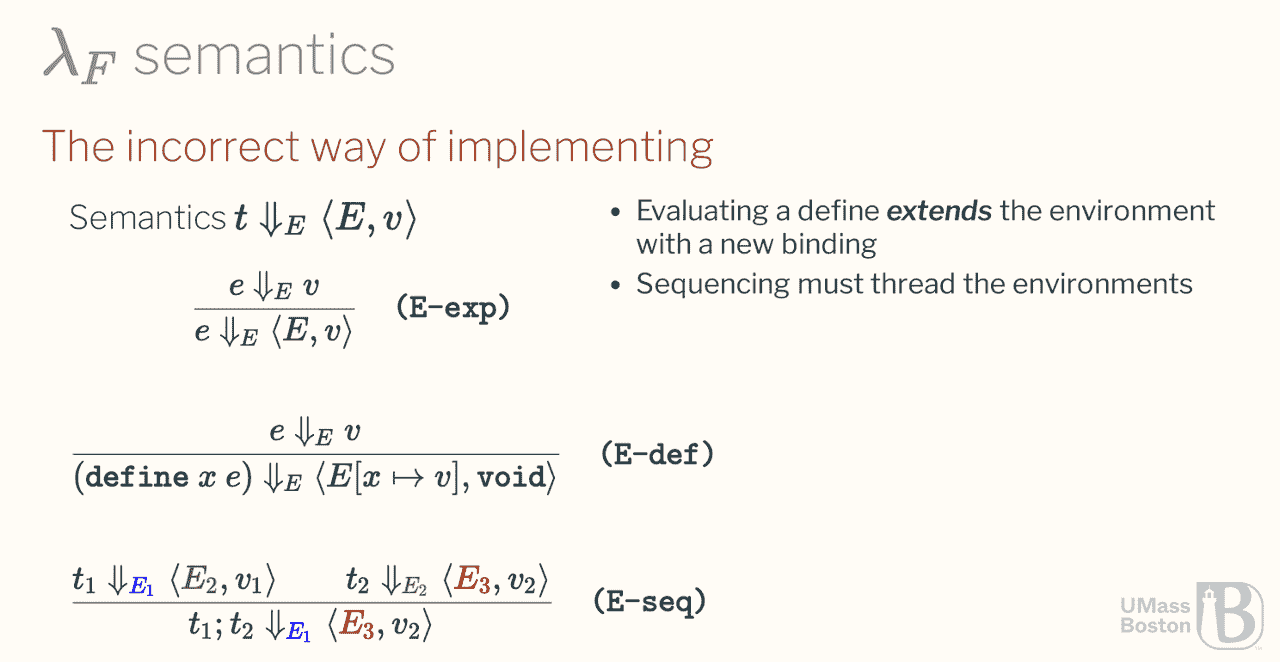 λ_F semantics
The incorrect way of implementing
Semantics t ⇓_E ⟨E, v⟩
e ⇓_E v
e ⇓_E ⟨E, v⟩
(E-exp)
(define x e) ⇓_E ⟨E[x ↦ v], void⟩
e ⇓_E v
(E-def)
t₁ ⇓_E₁ ⟨E₂, v₁⟩ t₂ ⇓_E₂ ⟨E₃, v₂⟩
t₁; t₂ ⇓_E₁ ⟨E₃, v₂⟩
(E-seq)
• Evaluating a define extends the environment
with a new binding
• Sequencing must thread the environments
UMass
Boston
B